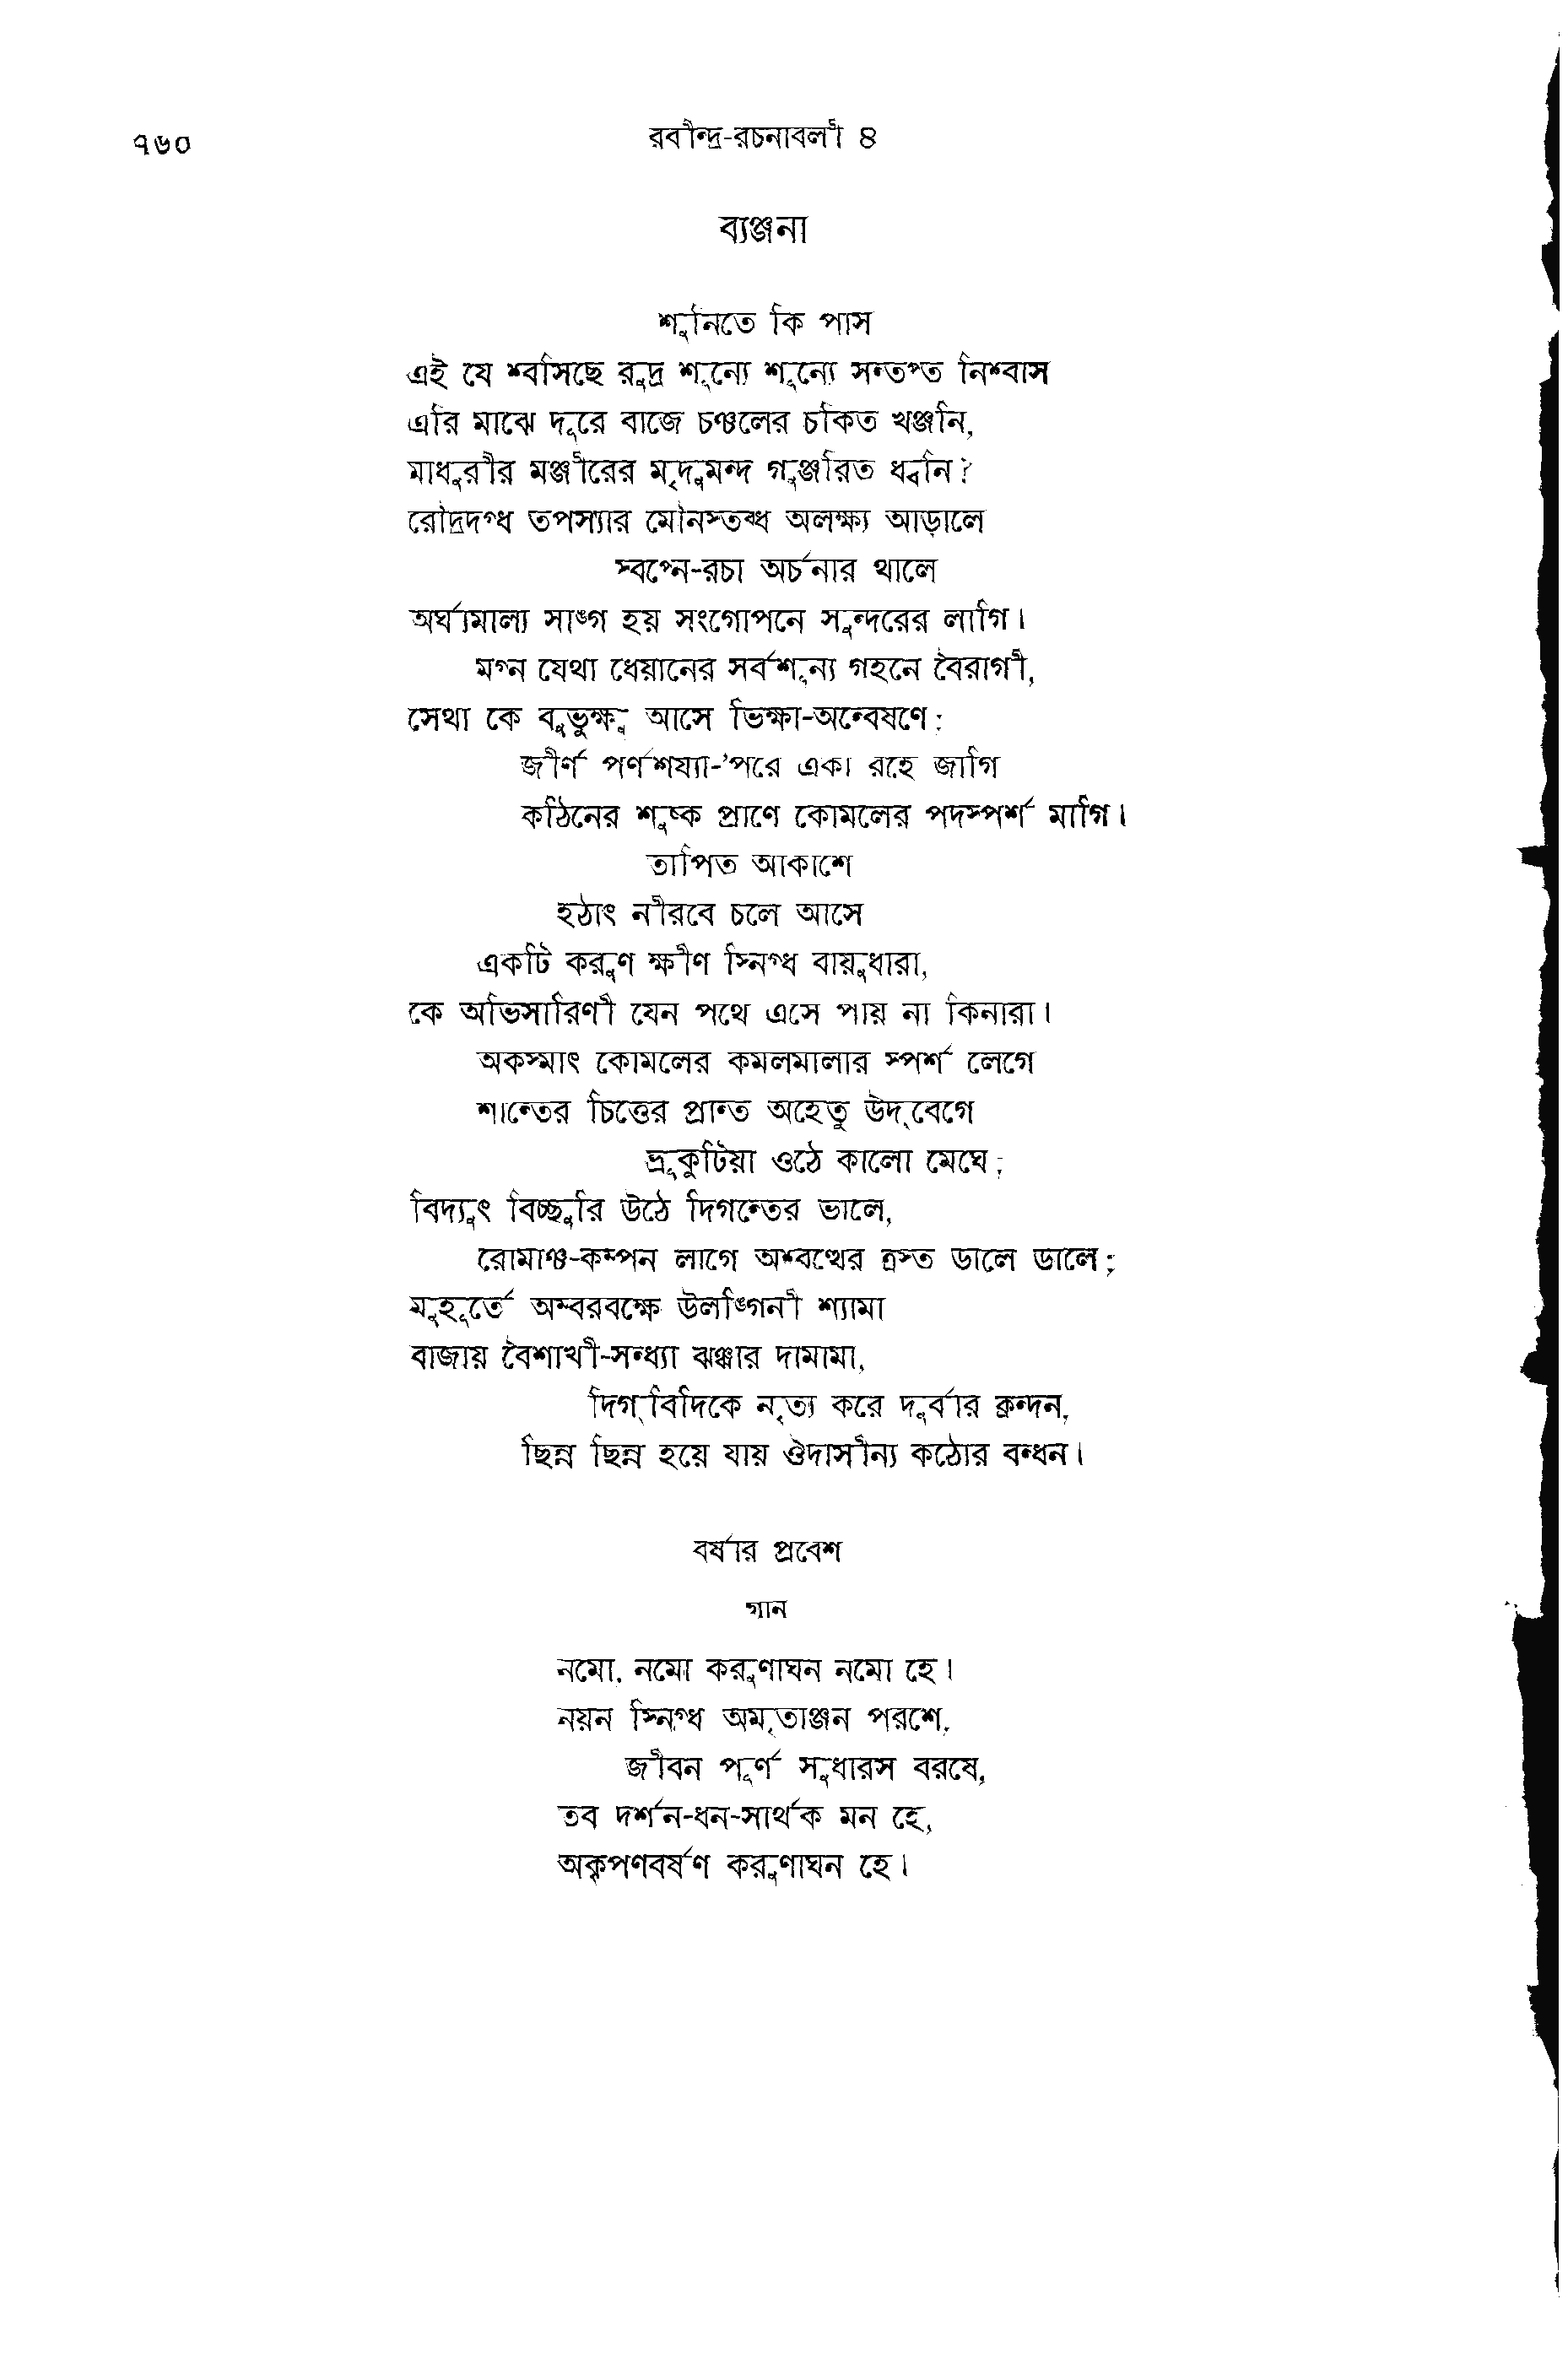 ৭৬০
রবীন্দ্র-রচনাবলী ৪
ব্যঞ্জনা
শুনিতে কি পাস
এই যে শ্বসিছে রুদ্র শূন্যে শূন্যে সন্তপ্ত নিশ্বাস
এরি মাঝে দূরে বাজে চঞ্চলের চকিত খঞ্জনি,
মাধুরীর মঞ্জীরের মৃদুমন্দ গুঞ্জরিত ধ্বনি?
রৌদ্রদগ্ধ তপস্যার মৌনস্তব্ধ অলক্ষ্য আড়ালে
স্বপ্নে-রচা অর্চনার থালে
অর্ঘ্যমাল্য সাঙ্গ হয় সংগোপনে সুন্দরের লাগি।
মগ্ন যেথা ধেয়ানের সর্বশূন্য গহনে বৈরাগী,
সেথা কে বুভুক্ষু আসে ভিক্ষা-অন্বেষণে;
জীর্ণ পর্ণশয্যা-'পরে একা রহে জাগি
কঠিনের শুষ্ক প্রাণে কোমলের পদস্পর্শ মাগি।
তাপিত আকাশে
হঠাৎ নীরবে চলে আসে
একটি করুণ ক্ষীণ স্নিগ্ধ বায়ুধারা,
কে অভিসারিণী যেন পথে এসে পায় না কিনারা।
অকস্মাৎ কোমলের কমলমালার স্পর্শ লেগে
শান্তের চিত্তের প্রান্ত অহেতু উদ্‌বেগে
ভ্রূকুটিয়া ওঠে কালো মেঘে;
বিদ্যুৎ বিচ্ছুরি উঠে দিগন্তের ভালে,
রোমাঞ্চ-কম্পন লাগে অশ্বত্থের ত্রস্ত ডালে ডালে;
মুহূর্তে অম্বরবক্ষে উলঙ্গিনী শ্যামা
বাজায় বৈশাখী-সন্ধ্যা ঝঞ্ঝার দামামা,
দিগ্‌বিদিকে নৃত্য করে দুর্বার ক্রন্দন,
ছিন্ন ছিন্ন হয়ে যায় ঔদাসীন্য কঠোর বন্ধন।
বর্ষার প্রবেশ
গান
নমো, নমো করুণাঘন নমো হে।
নয়ন স্নিগ্ধ অমৃতাঞ্জন পরশে,
জীবন পূর্ণ সুধারস বরষে,
তব দর্শন-ধন-সার্থক মন হে,
অকৃপণবর্ষণ করুণাঘন হে।